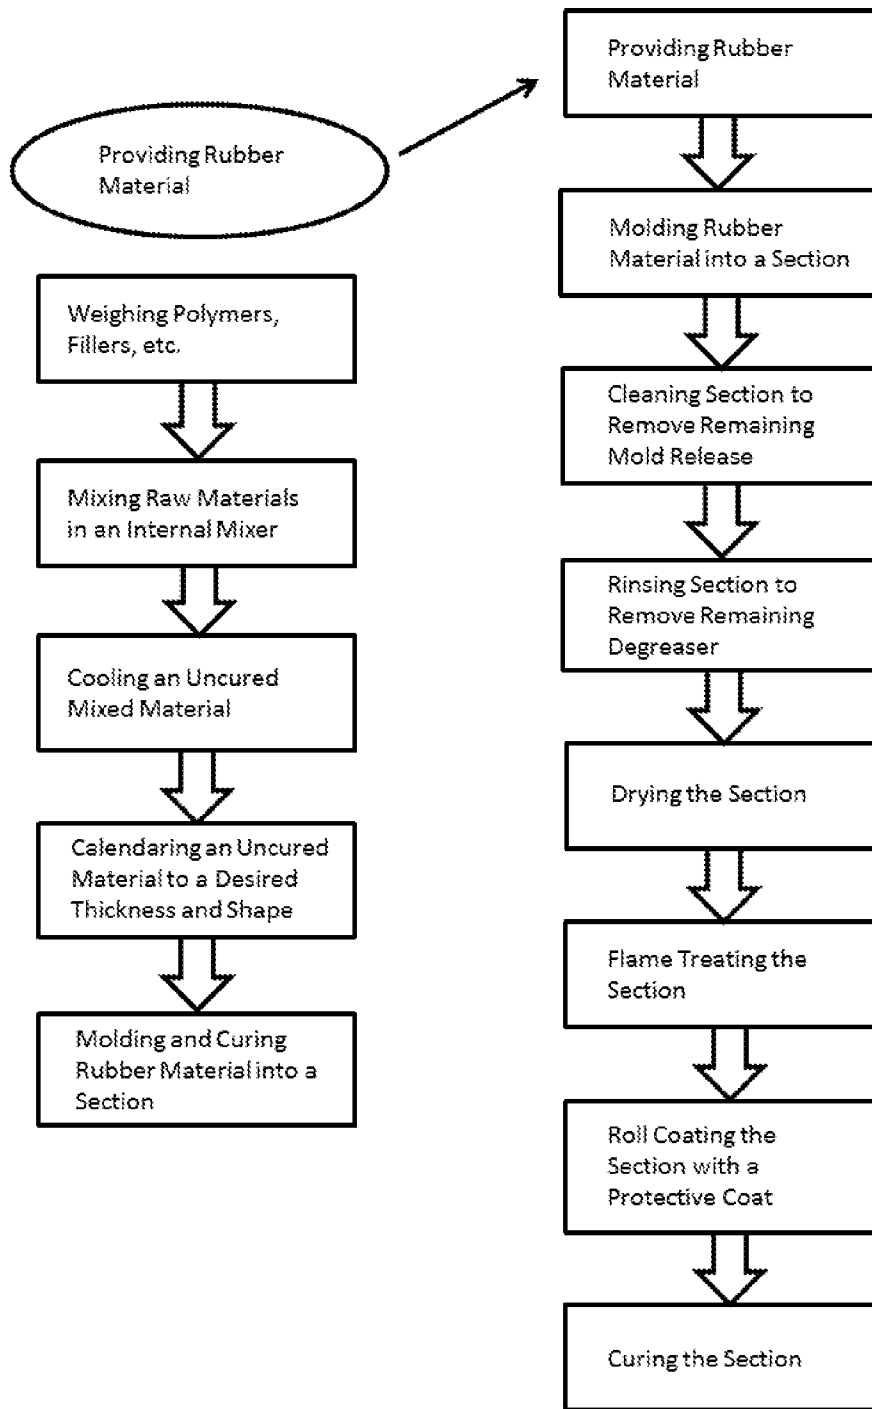 Providing Rubber
Material
Weighing Polymers,
Fillers, etc.
Mixing Raw Materials
in an Internal Mixer
Cooling an Uncured
Mixed Material
Calendaring an Uncured
Material to a Desired
Thickness and Shape
Molding and Curing
Rubber Material into a
Section
Providing Rubber
Material
Molding Rubber
Material into a Section
Cleaning Section to
Remove Remaining
Mold Release
Rinsing Section to
Remove Remaining
Degreaser
Drying the Section
Flame Treating the
Section
Roll Coating the
Section with a
Protective Coat
Curing the Section